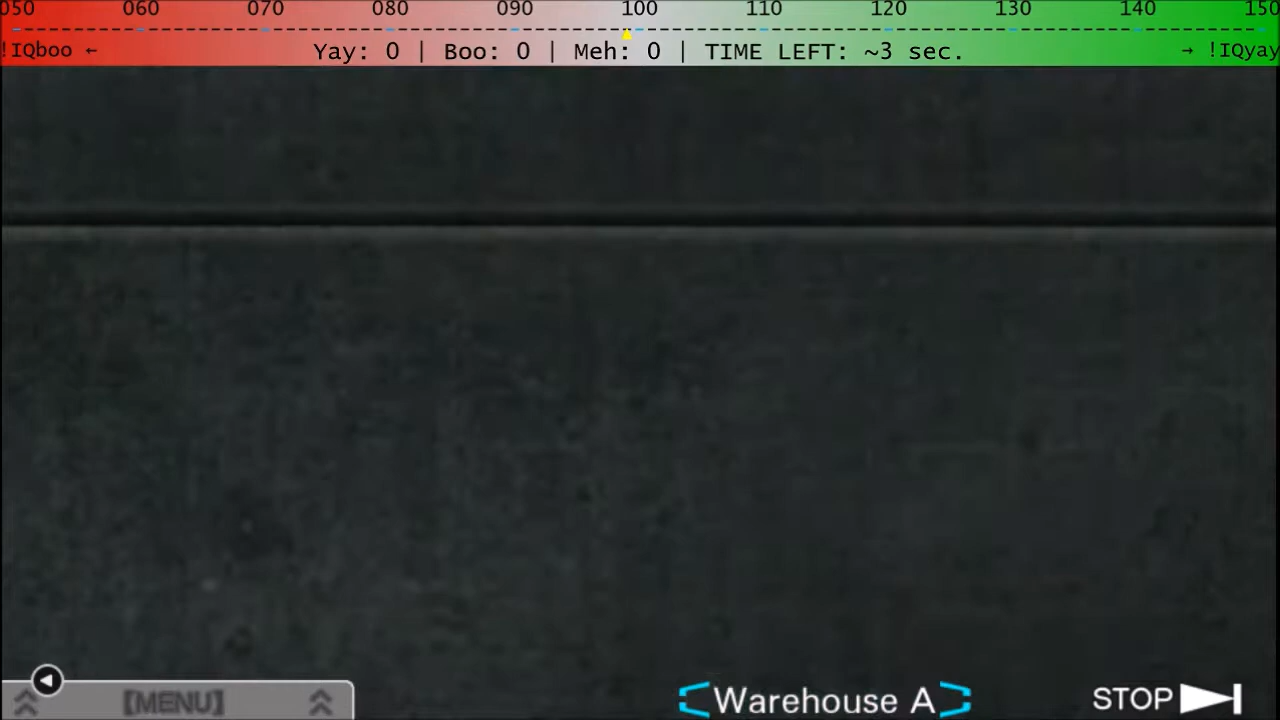 050 060 070 080 090 100 110 120 130 140 150
!IQboo ← Yay: 0 | Boo: 0 | Meh: 0 | TIME LEFT: ~3 sec. → !IQyay
【MENU】 Warehouse A STOP